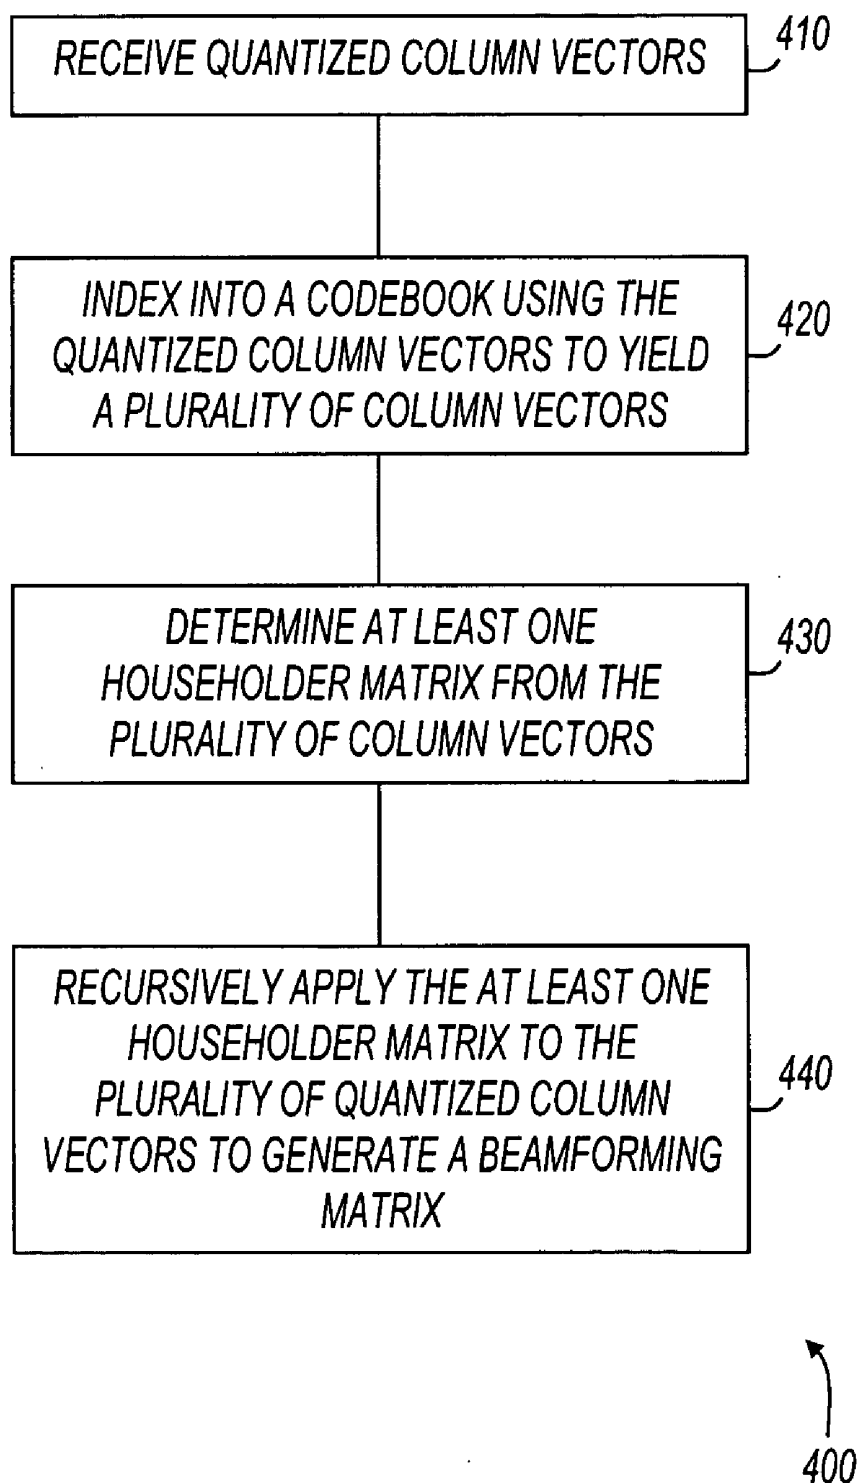 RECEIVE QUANTIZED COLUMN VECTORS
410
INDEX INTO A CODEBOOK USING THE
QUANTIZED COLUMN VECTORS TO YIELD
A PLURALITY OF COLUMN VECTORS
420
DETERMINE AT LEAST ONE
HOUSEHOLDER MATRIX FROM THE
PLURALITY OF COLUMN VECTORS
430
RECURSIVELY APPLY THE AT LEAST ONE
HOUSEHOLDER MATRIX TO THE
PLURALITY OF QUANTIZED COLUMN
VECTORS TO GENERATE A BEAMFORMING
MATRIX
440
400